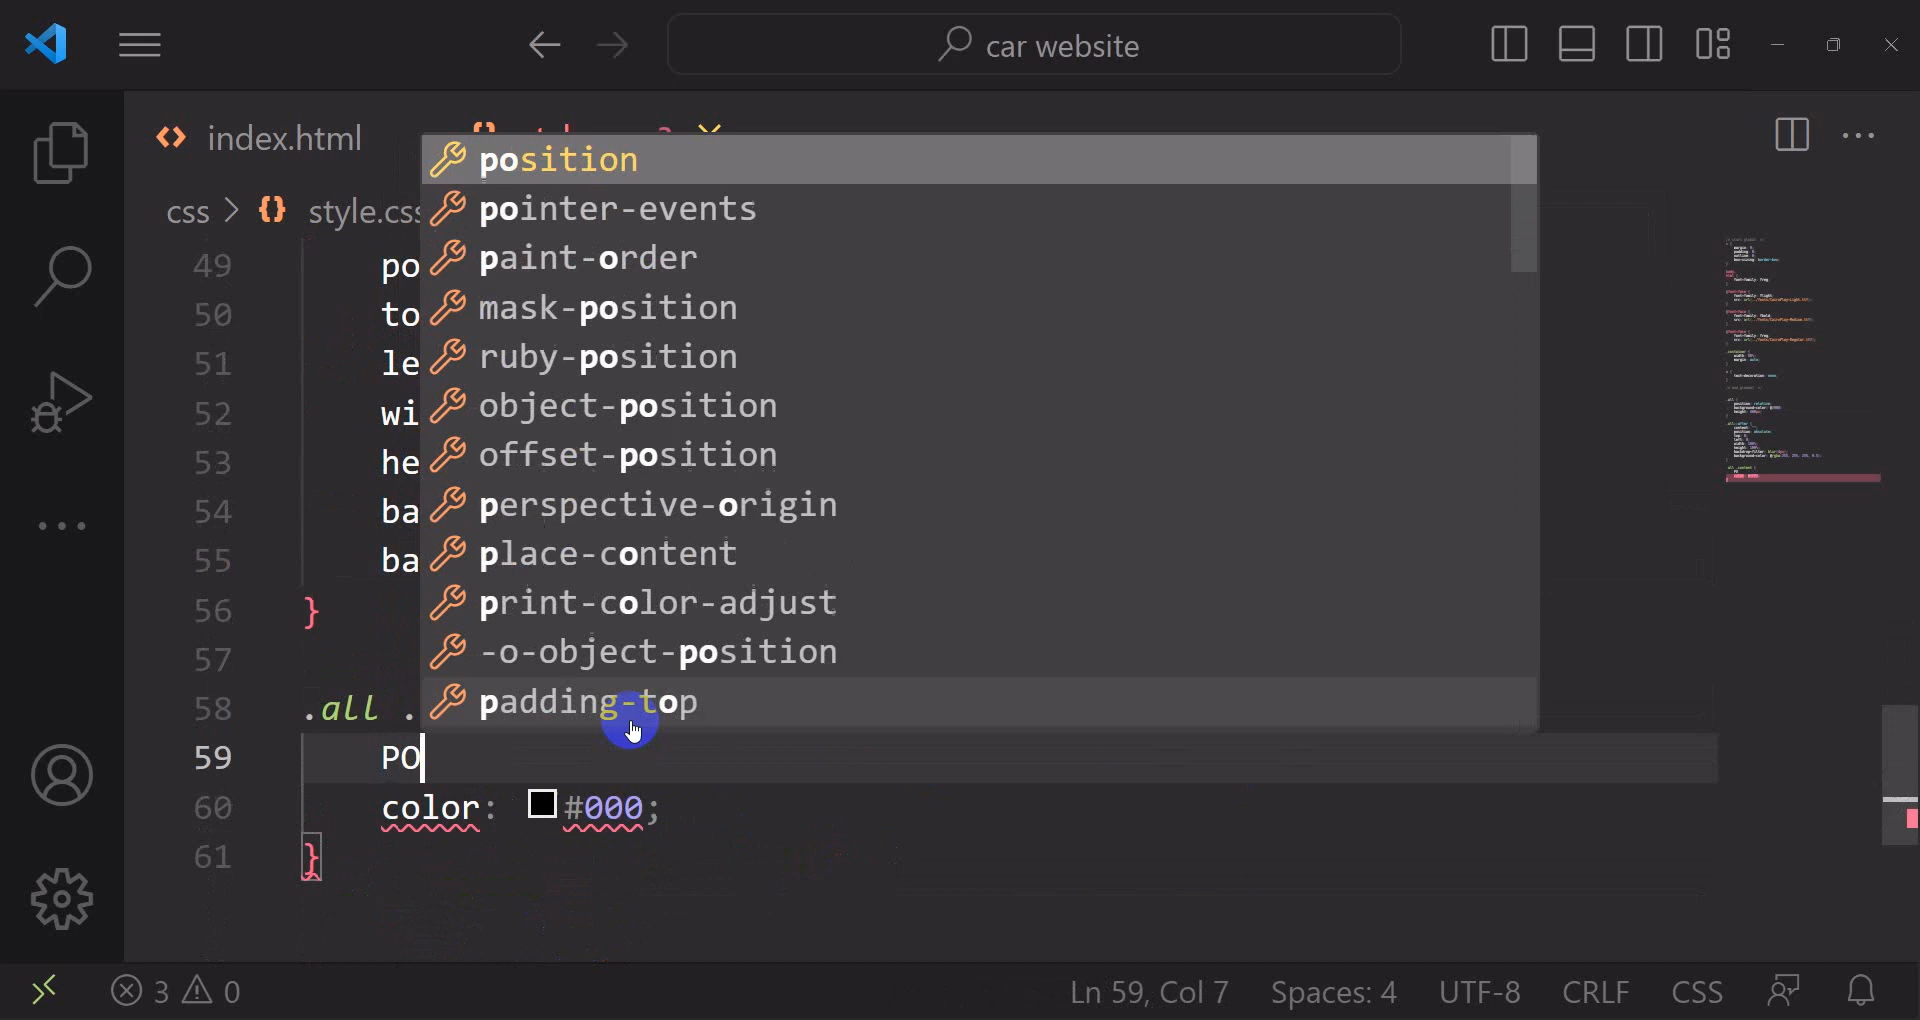 car website
index.html
css > {} style.css
position
pointer-events
paint-order
mask-position
ruby-position
object-position
offset-position
perspective-origin
place-content
print-color-adjust
-o-object-position
padding-top
49 po
50 to
51 le
52 wi
53 he
54 ba
55 ba
56 }
57
58 .all .
59 PO
60 color: #000;
61 }
3 0
Ln 59, Col 7 Spaces: 4 UTF-8 CRLF CSS